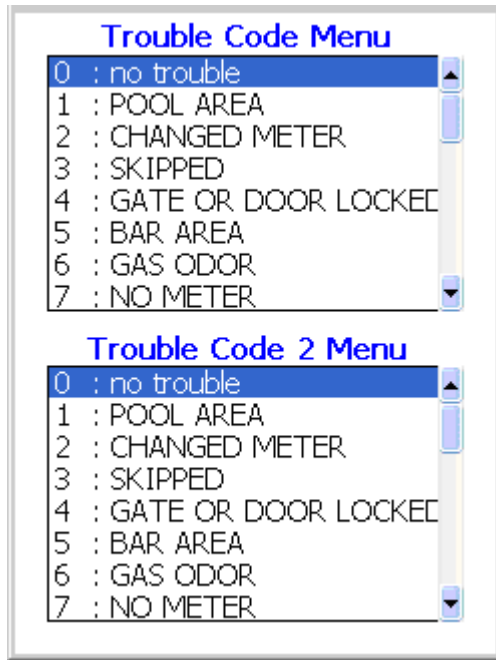 Trouble Code Menu
0 : no trouble
1 : POOL AREA
2 : CHANGED METER
3 : SKIPPED
4 : GATE OR DOOR LOCKED
5 : BAR AREA
6 : GAS ODOR
7 : NO METER
Trouble Code 2 Menu
0 : no trouble
1 : POOL AREA
2 : CHANGED METER
3 : SKIPPED
4 : GATE OR DOOR LOCKED
5 : BAR AREA
6 : GAS ODOR
7 : NO METER